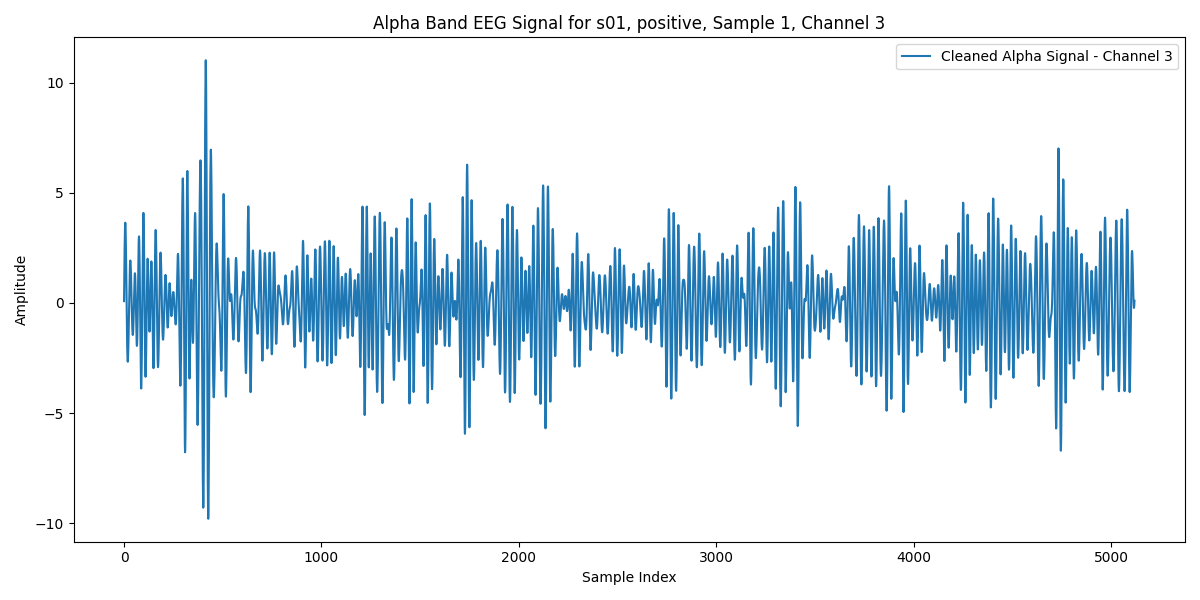 Alpha Band EEG Signal for s01, positive, Sample 1, Channel 3
Cleaned Alpha Signal - Channel 3
10
5
0
−5
−10
Amplitude
0 1000 2000 3000 4000 5000
Sample Index